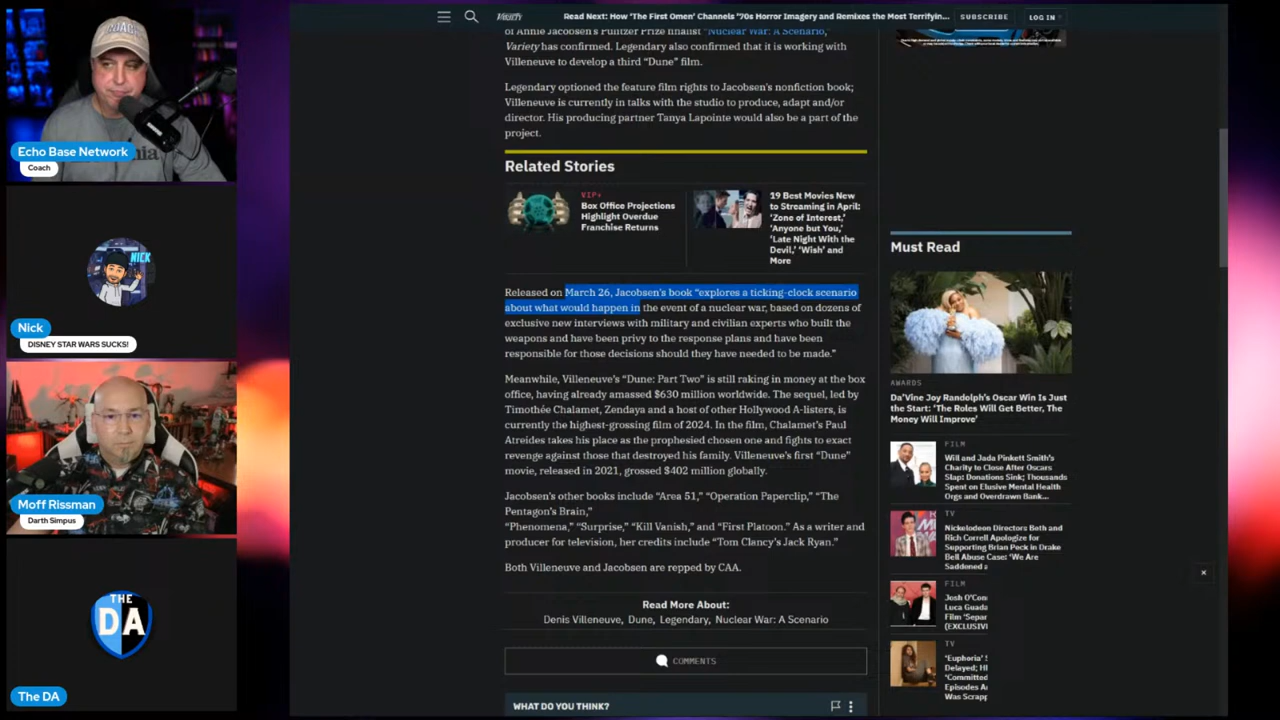 COACH
Echo Base Network
Coach
NICK
Nick
DISNEY STAR WARS SUCKS!
Moff Rissman
Darth Simpus
THE
DA
The DA
VARIETY
Read Next: How ‘The First Omen’ Channels ’70s Horror Imagery and Remixes the Most Terrifyin...
SUBSCRIBE
LOG IN
of Annie Jacobsen’s Pulitzer Prize finalist “Nuclear War: A Scenario,”
Variety has confirmed. Legendary also confirmed that it is working with
Villeneuve to develop a third “Dune” film.
Legendary optioned the feature film rights to Jacobsen’s nonfiction book;
Villeneuve is currently in talks with the studio to produce, adapt and/or
director. His producing partner Tanya Lapointe would also be a part of the
project.
Related Stories
VIP+
Box Office Projections
Highlight Overdue
Franchise Returns
19 Best Movies New
to Streaming in April:
‘Zone of Interest,’
‘Anyone but You,’
‘Late Night With the
Devil,’ ‘Wish’ and
More
Released on March 26, Jacobsen’s book “explores a ticking-clock scenario
about what would happen in the event of a nuclear war, based on dozens of
exclusive new interviews with military and civilian experts who built the
weapons and have been privy to the response plans and have been
responsible for those decisions should they have needed to be made.”
Meanwhile, Villeneuve’s “Dune: Part Two” is still raking in money at the box
office, having already amassed $630 million worldwide. The sequel, led by
Timothée Chalamet, Zendaya and a host of other Hollywood A-listers, is
currently the highest-grossing film of 2024. In the film, Chalamet’s Paul
Atreides takes his place as the prophesied chosen one and fights to exact
revenge against those that destroyed his family. Villeneuve’s first “Dune”
movie, released in 2021, grossed $402 million globally.
Jacobsen’s other books include “Area 51,” “Operation Paperclip,” “The
Pentagon’s Brain,”
“Phenomena,” “Surprise,” “Kill Vanish,” and “First Platoon.” As a writer and
producer for television, her credits include “Tom Clancy’s Jack Ryan.”
Both Villeneuve and Jacobsen are repped by CAA.
Read More About:
Denis Villeneuve, Dune, Legendary, Nuclear War: A Scenario
COMMENTS
WHAT DO YOU THINK?
Must Read
AWARDS
Da’Vine Joy Randolph’s Oscar Win Is Just
the Start: ‘The Roles Will Get Better, The
Money Will Improve’
FILM
Will and Jada Pinkett Smith’s
Charity to Close After Oscars
Slap: Donations Sink; Thousands
Spent on Elusive Mental Health
Orgs and Overdrawn Bank...
TV
Nickelodeon Directors Both and
Rich Correll Apologize for
Supporting Brian Peck in Drake
Bell Abuse Case: ‘We Are
Saddened a
FILM
Josh O’Con
Luca Guada
Film ‘Separ
(EXCLUSIVE
TV
‘Euphoria’ S
Delayed; H
‘Committed
Episodes A
Was Scrapp